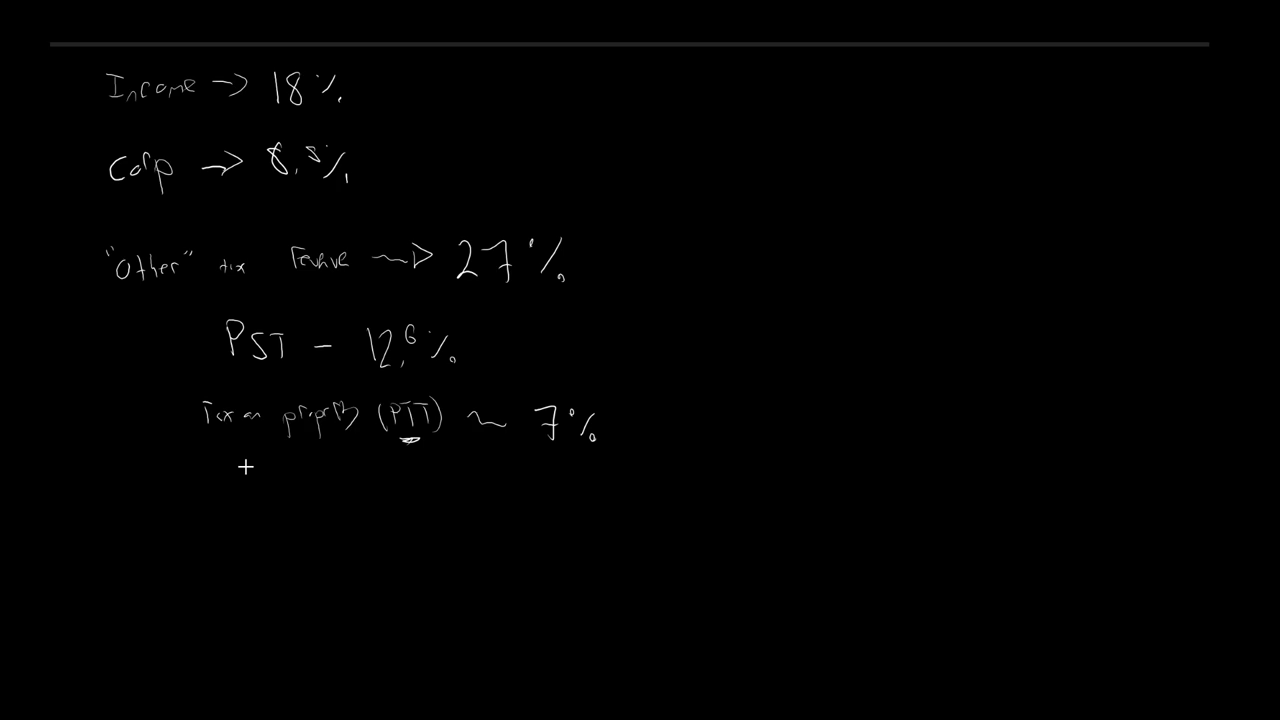 Income → 18%
Corp → 8.5%
"Other" tax revenue → 27%
PST - 12.6%
Tax on property (PTT) ~ 7%